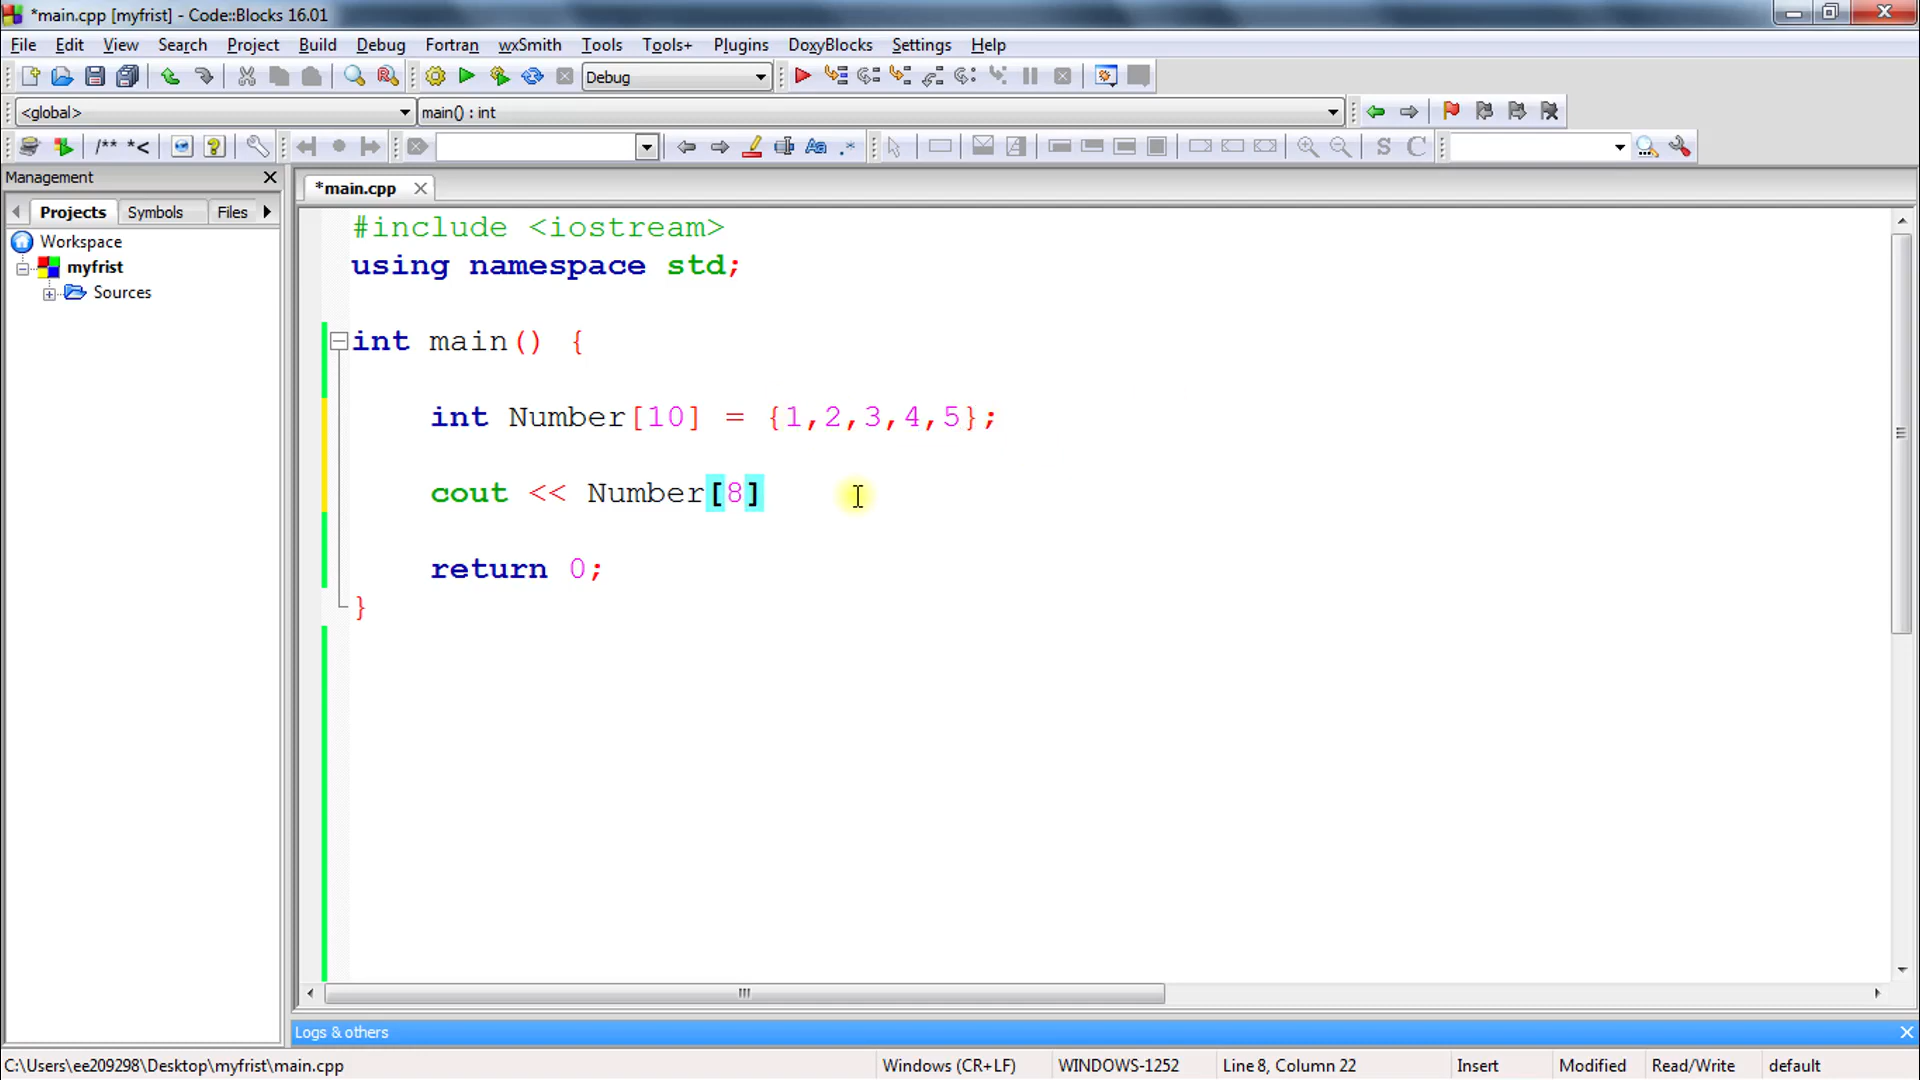 *main.cpp [myfrist] - Code::Blocks 16.01
File Edit View Search Project Build Debug Fortran wxSmith Tools Tools+ Plugins DoxyBlocks Settings Help
Debug
<global> main() : int
/** *< Aa .* S C
Management
Projects Symbols Files
Workspace
myfrist
Sources
*main.cpp
#include <iostream>
using namespace std;
int main() {
int Number[10] = {1,2,3,4,5};
cout << Number[8]
return 0;
}
Logs & others
C:\Users\ee209298\Desktop\myfrist\main.cpp Windows (CR+LF) WINDOWS-1252 Line 8, Column 22 Insert Modified Read/Write default